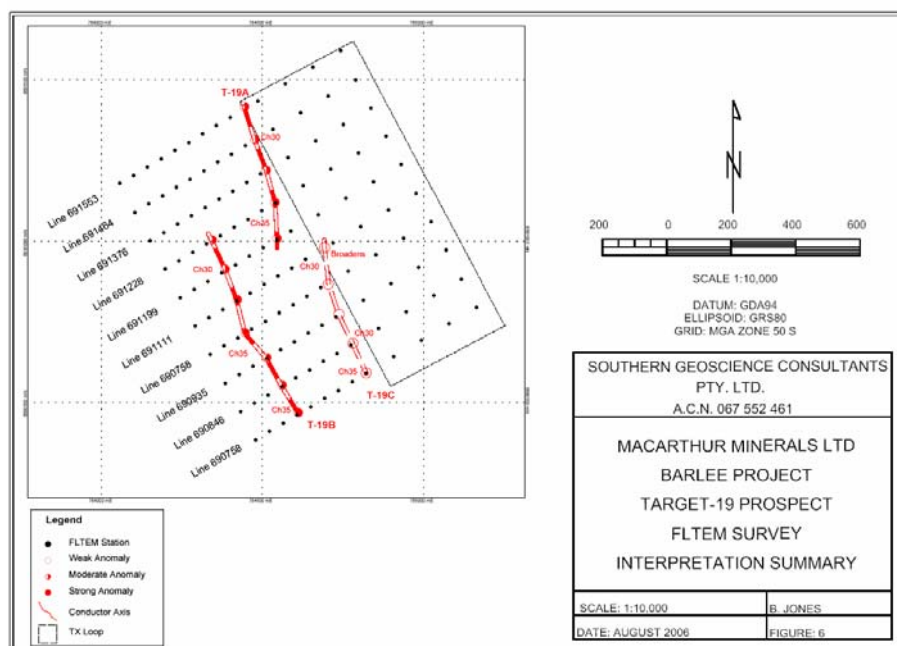 T-19A
Ch30
Line 691553
Line 691464
Line 691376
Ch35
Line 691228
Ch30
Broadens
Ch30
Line 691199
Line 691111
Ch35
Ch30
Line 690758
Ch35
Line 690935
T-19C
Line 690846
Ch35
T-19B
Line 690758
Legend
FLTEM Station
Weak Anomaly
Moderate Anomaly
Strong Anomaly
Conductor Axis
TX Loop
N
200 0 200 400 600
SCALE 1:10,000
DATUM: GDA94
ELLIPSOID: GRS80
GRID: MGA ZONE 50 S
SOUTHERN GEOSCIENCE CONSULTANTS
PTY. LTD.
A.C.N. 067 552 461
MACARTHUR MINERALS LTD
BARLEE PROJECT
TARGET-19 PROSPECT
FLTEM SURVEY
INTERPRETATION SUMMARY
SCALE: 1:10,000
B. JONES
DATE: AUGUST 2006
FIGURE: 6